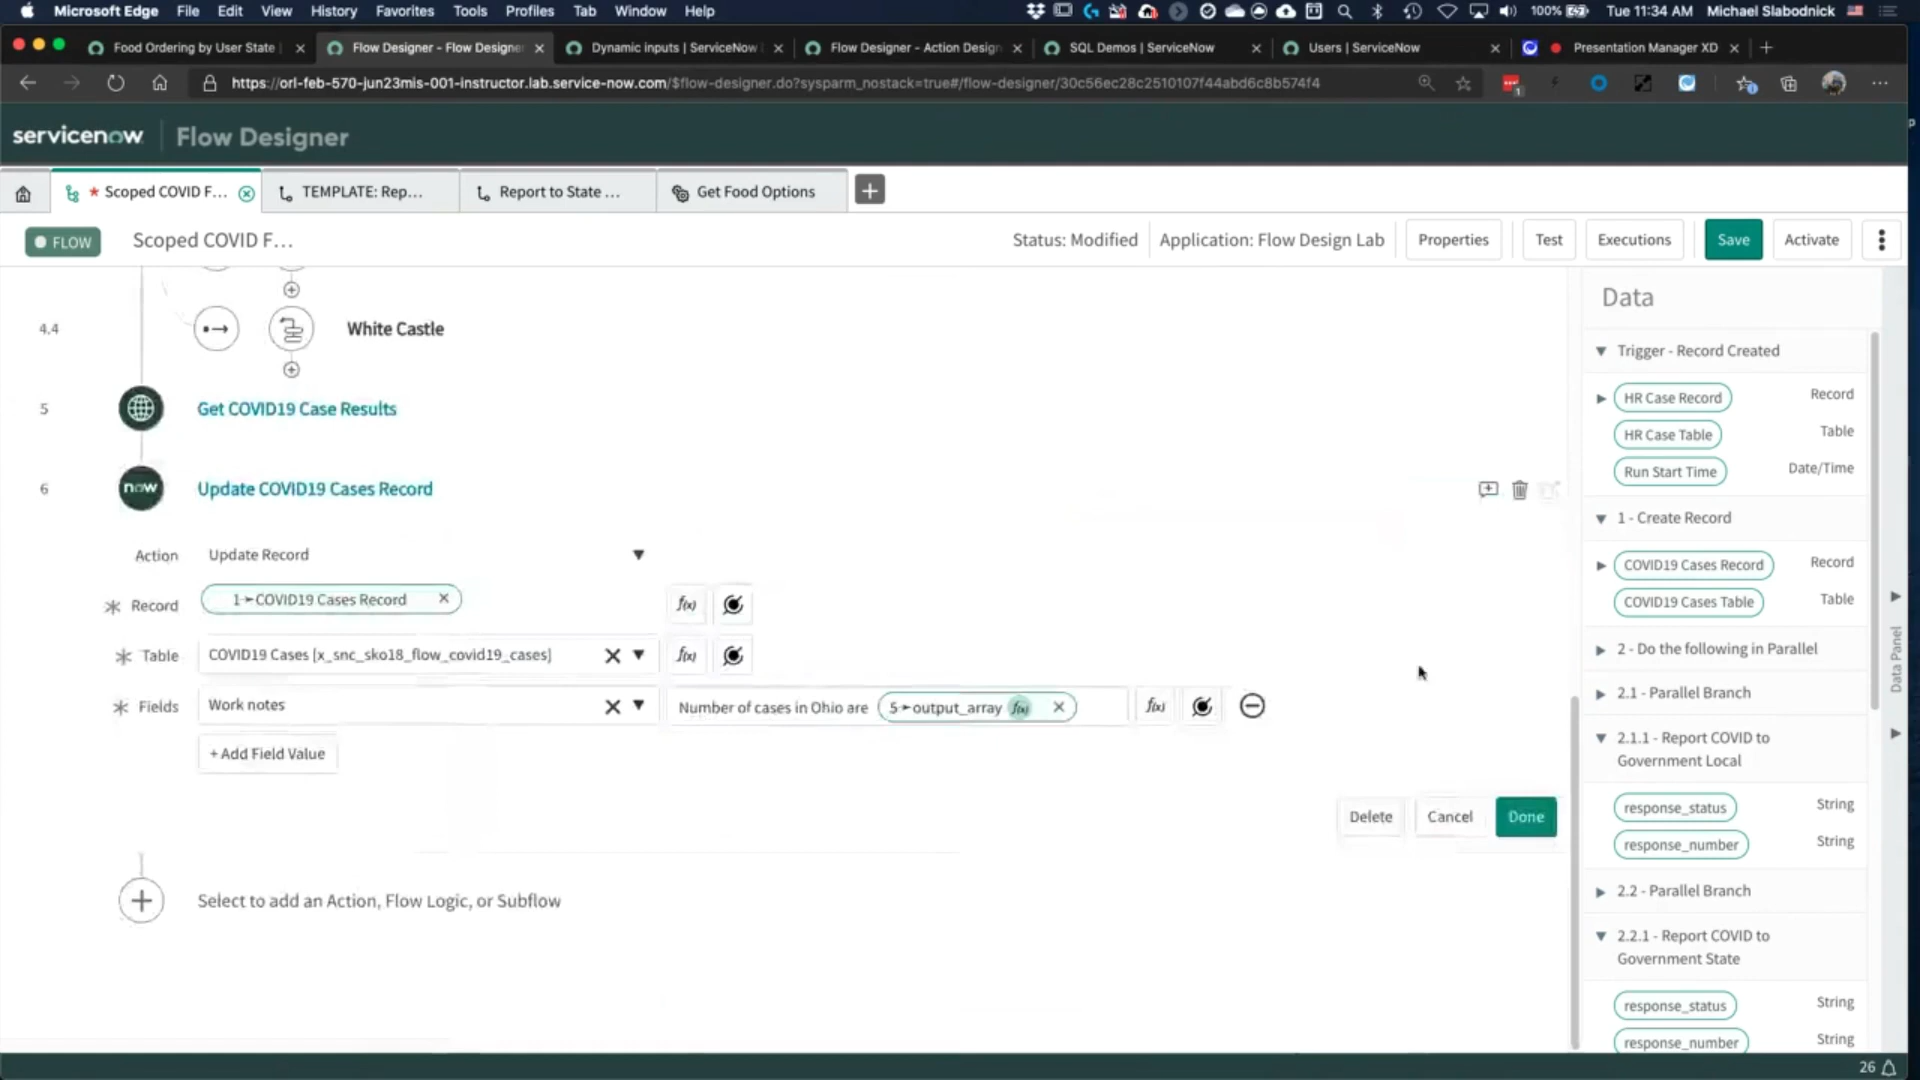 Microsoft Edge File Edit View History Favorites Tools Profiles Tab Window Help 100% Tue 11:34 AM Michael Slabodnick
Food Ordering by User State | Flow Designer - Flow Designer Dynamic inputs | ServiceNow Flow Designer - Action Design SQL Demos | ServiceNow Users | ServiceNow Presentation Manager XD
https://orl-feb-570-jun23mis-001-instructor.lab.service-now.com/$flow-designer.do?sysparm_nostack=true#/flow-designer/30c56ec28c2510107f44abd6c8b574f4
servicenow Flow Designer
* Scoped COVID F... TEMPLATE: Rep... Report to State ... Get Food Options
FLOW Scoped COVID F... Status: Modified Application: Flow Design Lab Properties Test Executions Save Activate
4.4 White Castle
5 Get COVID19 Case Results
6 now Update COVID19 Cases Record
Action Update Record
Record 1➛COVID19 Cases Record f(x)
Table COVID19 Cases [x_snc_sko18_flow_covid19_cases] f(x)
Fields Work notes Number of cases in Ohio are 5➛output_array f(x) f(x)
+ Add Field Value
Delete Cancel Done
Select to add an Action, Flow Logic, or Subflow
Data
Trigger - Record Created
HR Case Record Record
HR Case Table Table
Run Start Time Date/Time
1 - Create Record
COVID19 Cases Record Record
COVID19 Cases Table Table
2 - Do the following in Parallel
2.1 - Parallel Branch
2.1.1 - Report COVID to
Government Local
response_status String
response_number String
2.2 - Parallel Branch
2.2.1 - Report COVID to
Government State
response_status String
response_number String
Data Panel
26